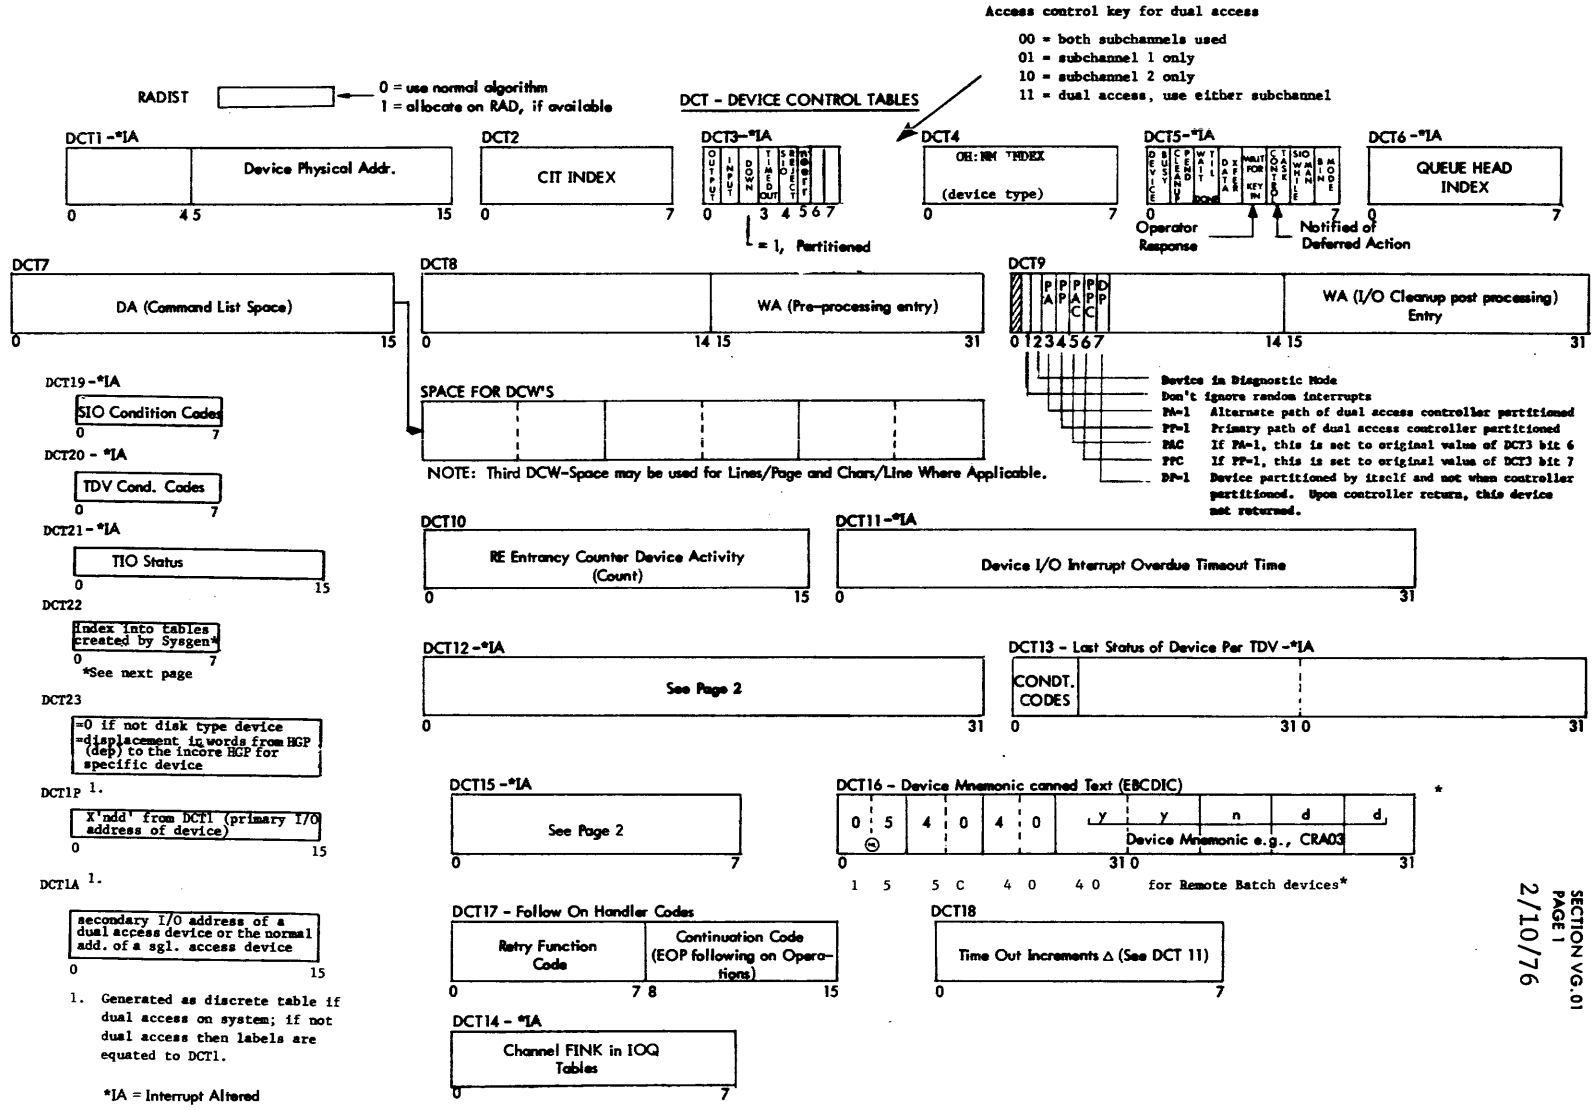 Access control key for dual access
00 = both subchannels used
01 = subchannel 1 only
10 = subchannel 2 only
11 = dual access, use either subchannel
RADIST
0 = use normal algorithm
1 = allocate on RAD, if available
DCT - DEVICE CONTROL TABLES
DCT1 -*IA
Device Physical Addr.
0 4 5 15
DCT2
CIT INDEX
0 7
DCT3-*IA
OUTPUT INPUT DOWN TIMED OUT SIO REJECT
0 3 4 5 6 7
= 1, Partitioned
DCT4
INDEX
(device type)
0 7
DCT5-*IA
DEVICE BUSY CLEANUP PEND WAIT TIL DONE DATA XFER WAIT FOR KEY IN TASK CONTROL SIO WHILE MAN BIN MODE
0 7
Operator
Response
Notified of
Deferred Action
DCT6 -*IA
QUEUE HEAD
INDEX
0 7
DCT7
DA (Command List Space)
0 15
DCT8
WA (Pre-processing entry)
0 14 15 31
DCT9
PA PP PAC PPC DP
WA (I/O Cleanup post processing)
Entry
0 1 2 3 4 5 6 7 14 15 31
Device in Diagnostic Mode
Don't ignore random interrupts
PA=1 Alternate path of dual access controller partitioned
PP=1 Primary path of dual access controller partitioned
PAC If PA=1, this is set to original value of DCT3 bit 6
PPC If PP=1, this is set to original value of DCT3 bit 7
DP=1 Device partitioned by itself and not when controller
partitioned. Upon controller return, this device
not returned.
SPACE FOR DCW'S
NOTE: Third DCW-Space may be used for Lines/Page and Chars/Line Where Applicable.
DCT19-*IA
SIO Condition Codes
0 7
DCT20 - *IA
TDV Cond. Codes
0 7
DCT21-*IA
TIO Status
0 15
DCT22
Index into tables
created by Sysgen*
0 7
*See next page
DCT23
=0 if not disk type device
=displacement in words from HGP
(dep) to the incore HGP for
specific device
DCT1P 1.
X'ndd' from DCT1 (primary I/O
address of device)
0 15
DCT1A 1.
secondary I/O address of a
dual access device or the normal
add. of a sgl. access device
0 15
1. Generated as discrete table if
dual access on system; if not
dual access then labels are
equated to DCT1.
*IA = Interrupt Altered
DCT10
RE Entrancy Counter Device Activity
(Count)
0 15
DCT11-*IA
Device I/O Interrupt Overdue Timeout Time
0 31
DCT12-*IA
See Page 2
0 31
DCT13 - Last Status of Device Per TDV -*IA
CONDT.
CODES
0 31 0 31
DCT15 -*IA
See Page 2
0 7
DCT16 - Device Mnemonic canned Text (EBCDIC)
*
0 5 4 0 4 0 y y n d d
NL
Device Mnemonic e.g., CRA03
0 31 0 31
1 5 5 C 4 0 4 0 for Remote Batch devices*
DCT17 - Follow On Handler Codes
Retry Function
Code
Continuation Code
(EOP following on Opera-
tions)
0 7 8 15
DCT18
Time Out Increments Δ (See DCT 11)
0 7
DCT14 - *IA
Channel FINK in IOQ
Tables
0 7
SECTION VG.01
PAGE 1
2/10/76